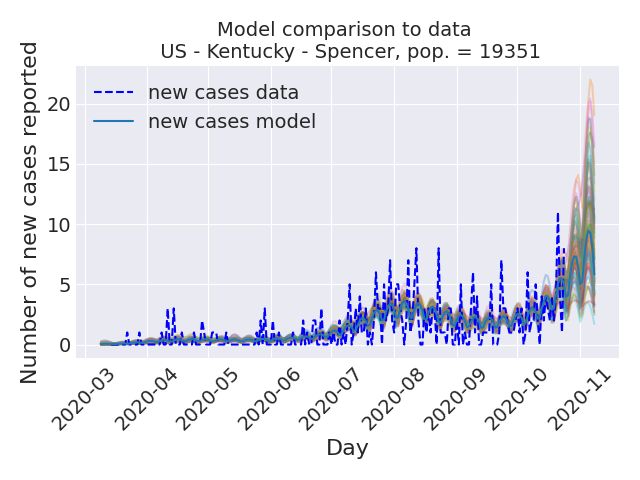 Model comparison to data
US - Kentucky - Spencer, pop. = 19351
new cases data
new cases model
Number of new cases reported
20
15
10
5
0
2020-03
2020-04
2020-05
2020-06
2020-07
2020-08
2020-09
2020-10
2020-11
Day